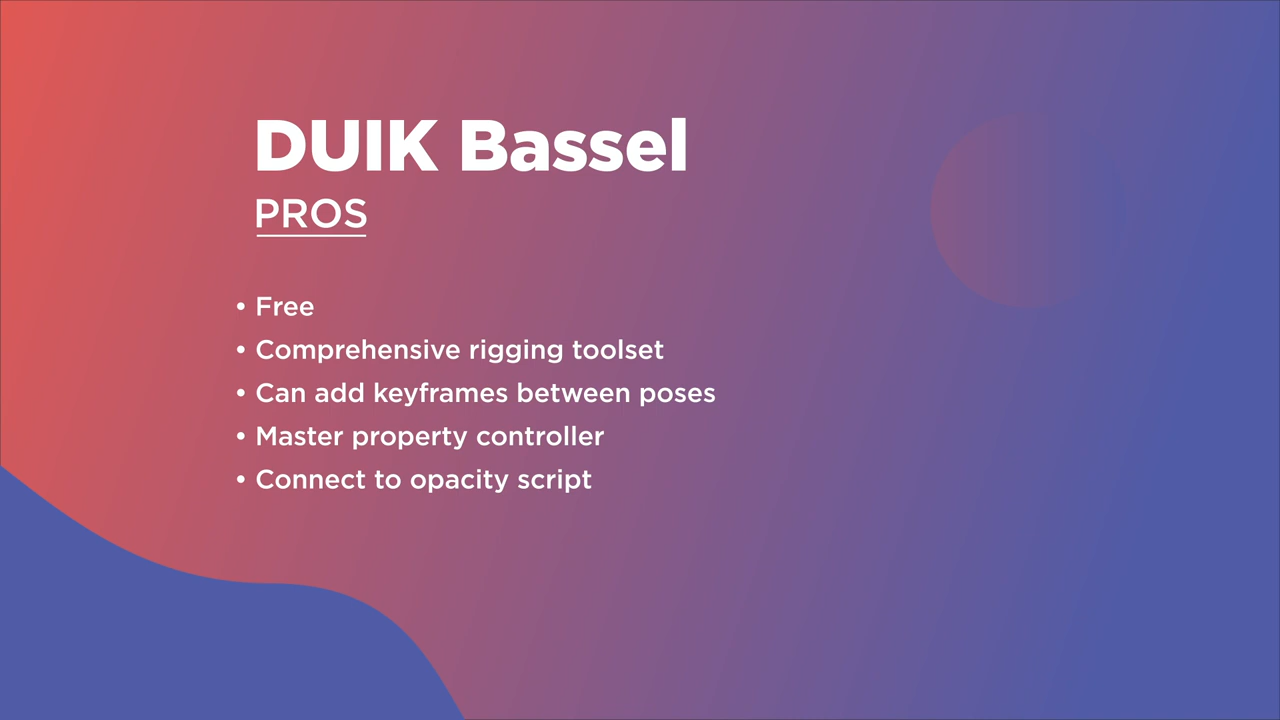 DUIK Bassel
PROS
• Free
• Comprehensive rigging toolset
• Can add keyframes between poses
• Master property controller
• Connect to opacity script